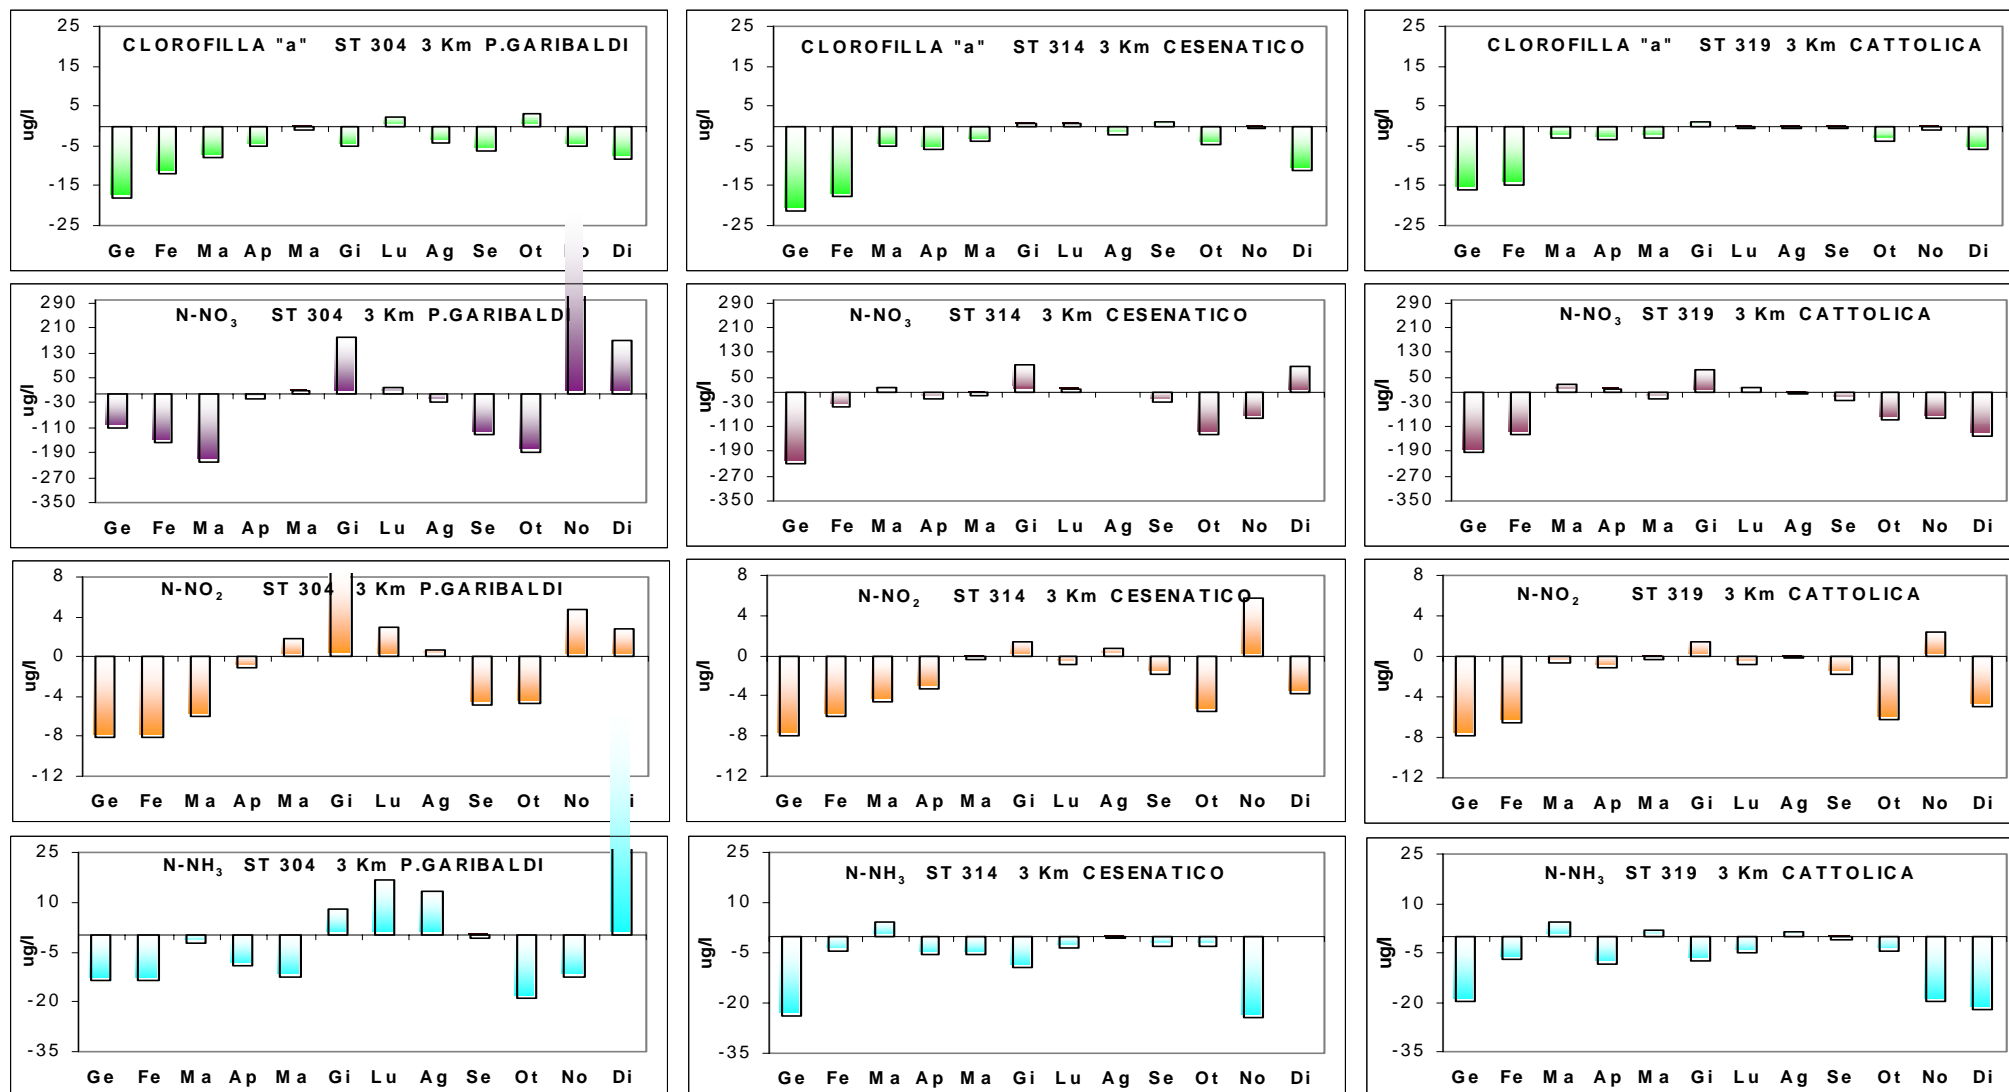 CLOROFILLA "a" ST 304 3 Km P.GARIBALDI
ug/l
25
15
5
-5
-15
-25
Ge Fe Ma Ap Ma Gi Lu Ag Se Ot No Di
CLOROFILLA "a" ST 314 3 Km CESENATICO
ug/l
25
15
5
-5
-15
-25
Ge Fe Ma Ap Ma Gi Lu Ag Se Ot No Di
CLOROFILLA "a" ST 319 3 Km CATTOLICA
ug/l
25
15
5
-5
-15
-25
Ge Fe Ma Ap Ma Gi Lu Ag Se Ot No Di
N-NO3 ST 304 3 Km P.GARIBALDI
ug/l
290
210
130
50
-30
-110
-190
-270
-350
Ge Fe Ma Ap Ma Gi Lu Ag Se Ot No Di
N-NO3 ST 314 3 Km CESENATICO
ug/l
290
210
130
50
-30
-110
-190
-270
-350
Ge Fe Ma Ap Ma Gi Lu Ag Se Ot No Di
N-NO3 ST 319 3 Km CATTOLICA
ug/l
290
210
130
50
-30
-110
-190
-270
-350
Ge Fe Ma Ap Ma Gi Lu Ag Se Ot No Di
N-NO2 ST 304 3 Km P.GARIBALDI
ug/l
8
4
0
-4
-8
-12
Ge Fe Ma Ap Ma Gi Lu Ag Se Ot No Di
N-NO2 ST 314 3 Km CESENATICO
ug/l
8
4
0
-4
-8
-12
Ge Fe Ma Ap Ma Gi Lu Ag Se Ot No Di
N-NO2 ST 319 3 Km CATTOLICA
ug/l
8
4
0
-4
-8
-12
Ge Fe Ma Ap Ma Gi Lu Ag Se Ot No Di
N-NH3 ST 304 3 Km P.GARIBALDI
ug/l
25
10
-5
-20
-35
Ge Fe Ma Ap Ma Gi Lu Ag Se Ot No Di
N-NH3 ST 314 3 Km CESENATICO
ug/l
25
10
-5
-20
-35
Ge Fe Ma Ap Ma Gi Lu Ag Se Ot No Di
N-NH3 ST 319 3 Km CATTOLICA
ug/l
25
10
-5
-20
-35
Ge Fe Ma Ap Ma Gi Lu Ag Se Ot No Di